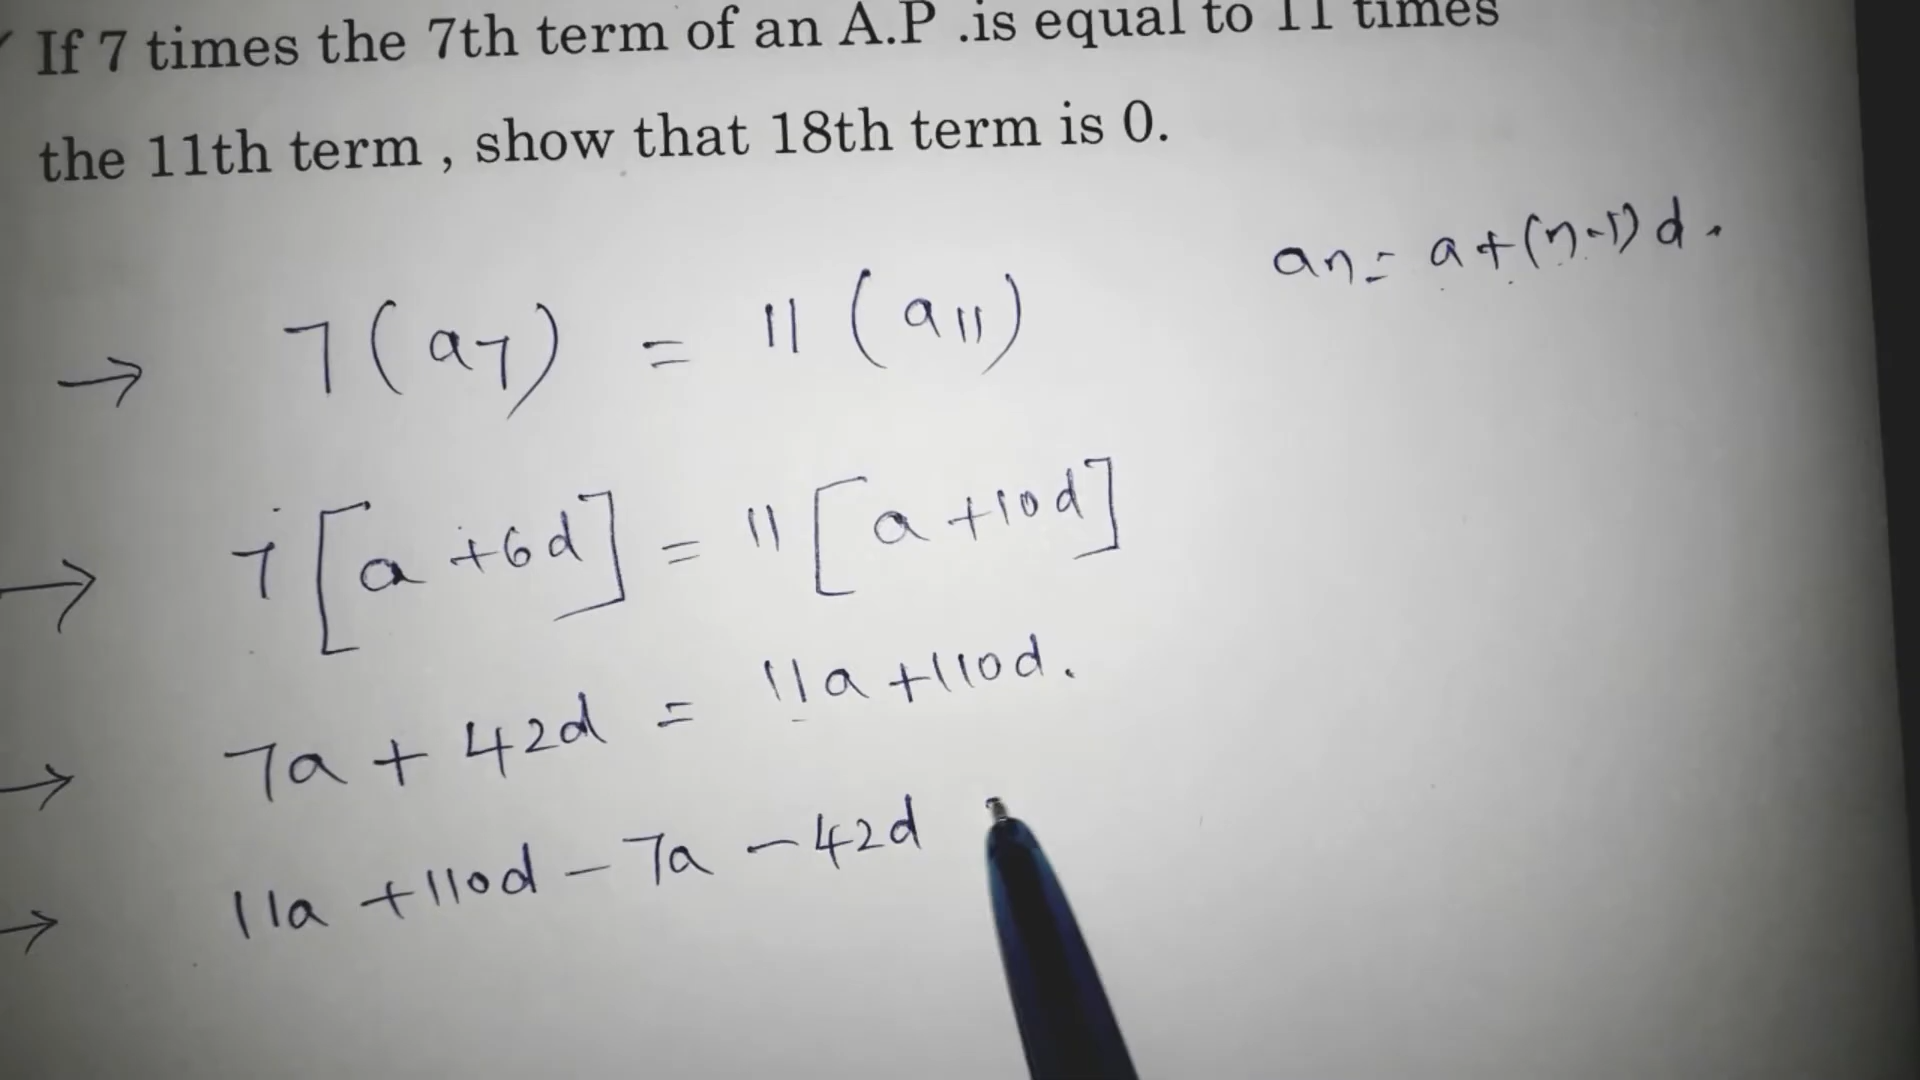 If 7 times the 7th term of an A.P .is equal to 11 times
the 11th term , show that 18th term is 0.
an = a+(n-1)d.
→ 7(a7) = 11(a11)
→ 7[a+6d] = 11[a+10d]
→ 7a + 42d = 11a +110d.
→ 11a +110d - 7a - 42d